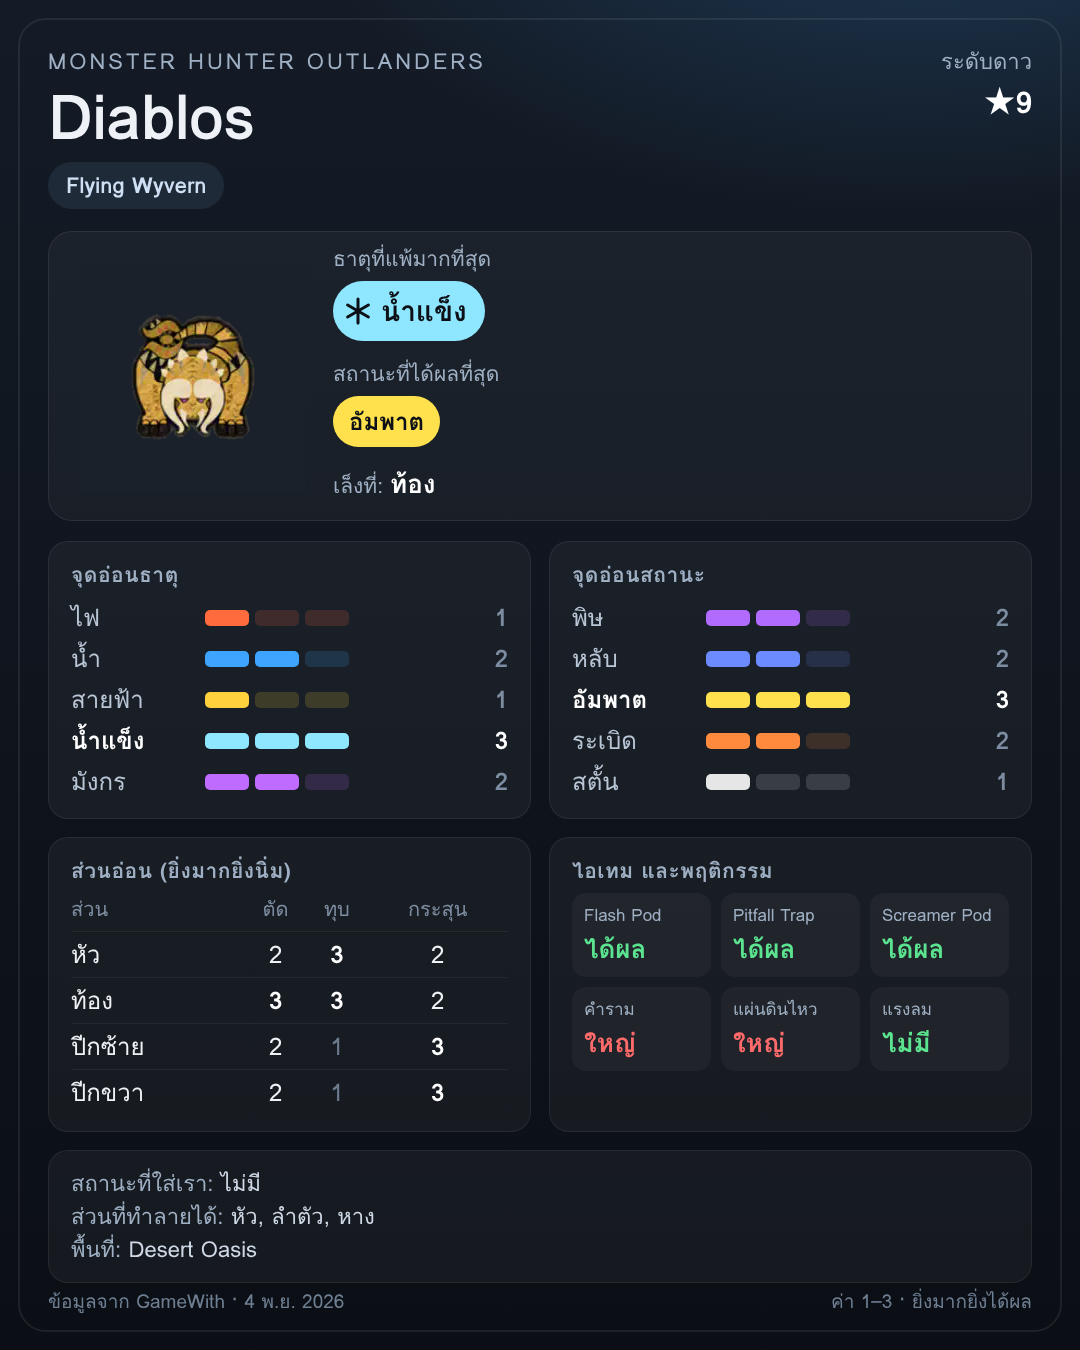 MONSTER HUNTER OUTLANDERS
ระดับดาว
Diablos
★9
Flying Wyvern
ธาตุที่แพ้มากที่สุด
น้ำแข็ง
สถานะที่ได้ผลที่สุด
อัมพาต
เล็งที่: ท้อง
จุดอ่อนธาตุ
ไฟ 1
น้ำ 2
สายฟ้า 1
น้ำแข็ง 3
มังกร 2
จุดอ่อนสถานะ
พิษ 2
หลับ 2
อัมพาต 3
ระเบิด 2
สตั้น 1
ส่วนอ่อน (ยิ่งมากยิ่งนิ่ม)
ส่วน ตัด ทุบ กระสุน
หัว 2 3 2
ท้อง 3 3 2
ปีกซ้าย 2 1 3
ปีกขวา 2 1 3
ไอเทม และพฤติกรรม
Flash Pod Pitfall Trap Screamer Pod
ได้ผล ได้ผล ได้ผล
คำราม แผ่นดินไหว แรงลม
ใหญ่ ใหญ่ ไม่มี
สถานะที่ใส่เรา: ไม่มี
ส่วนที่ทำลายได้: หัว, ลำตัว, หาง
พื้นที่: Desert Oasis
ข้อมูลจาก GameWith · 4 พ.ย. 2026
ค่า 1–3 · ยิ่งมากยิ่งได้ผล